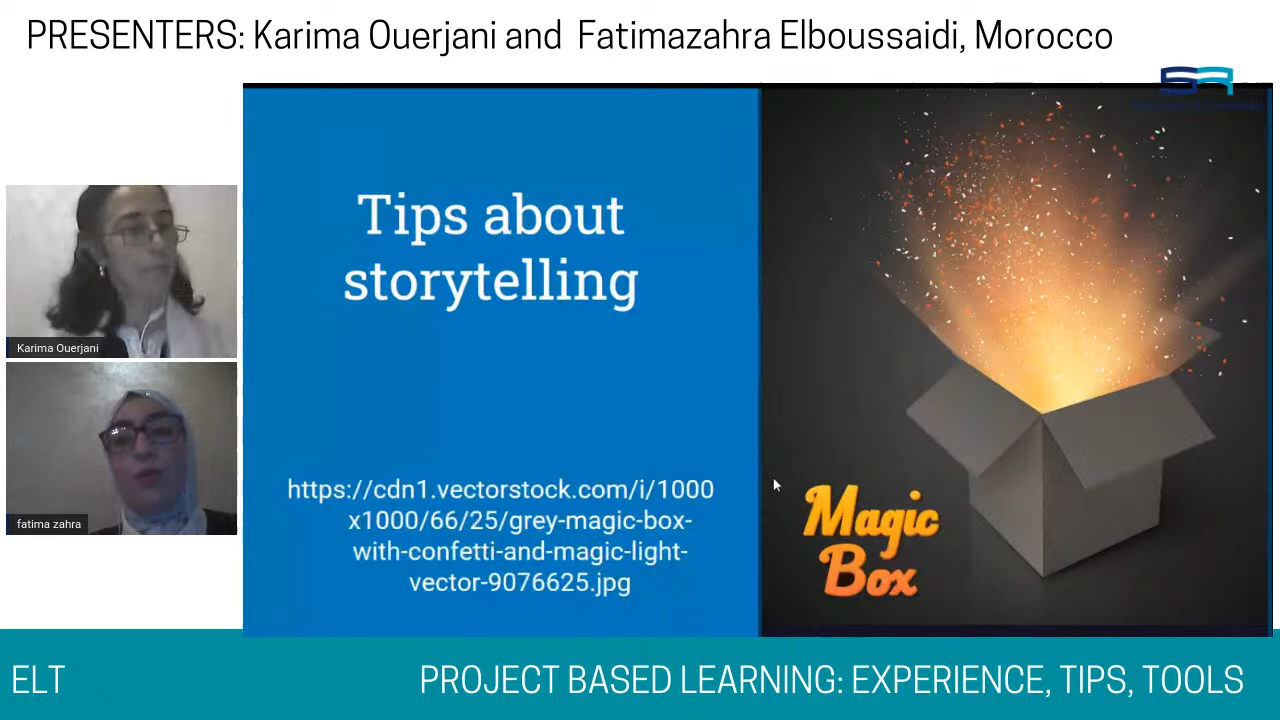 PRESENTERS: Karima Ouerjani and Fatimazahra Elboussaidi, Morocco
Tips about
storytelling
https://cdn1.vectorstock.com/i/1000
x1000/66/25/grey-magic-box-
with-confetti-and-magic-light-
vector-9076625.jpg
Magic
Box
Karima Ouerjani
fatima zahra
ELT
PROJECT BASED LEARNING: EXPERIENCE, TIPS, TOOLS